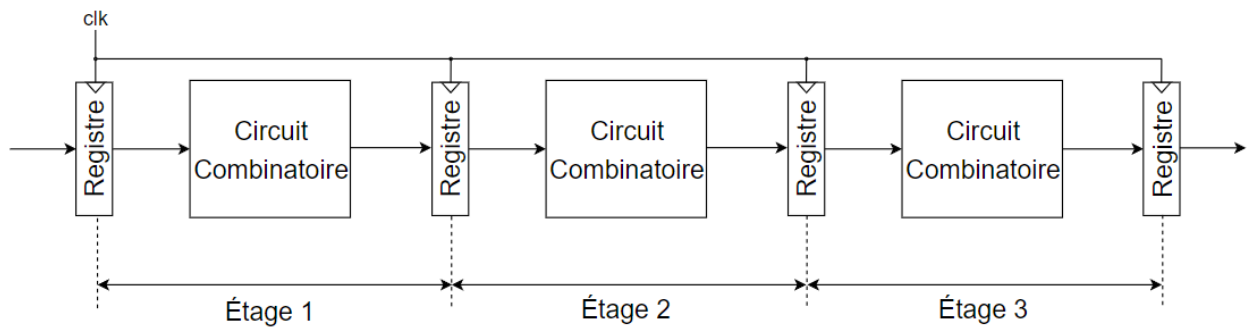 clk
Registre
Circuit
Combinatoire
Registre
Circuit
Combinatoire
Registre
Circuit
Combinatoire
Registre
Étage 1
Étage 2
Étage 3